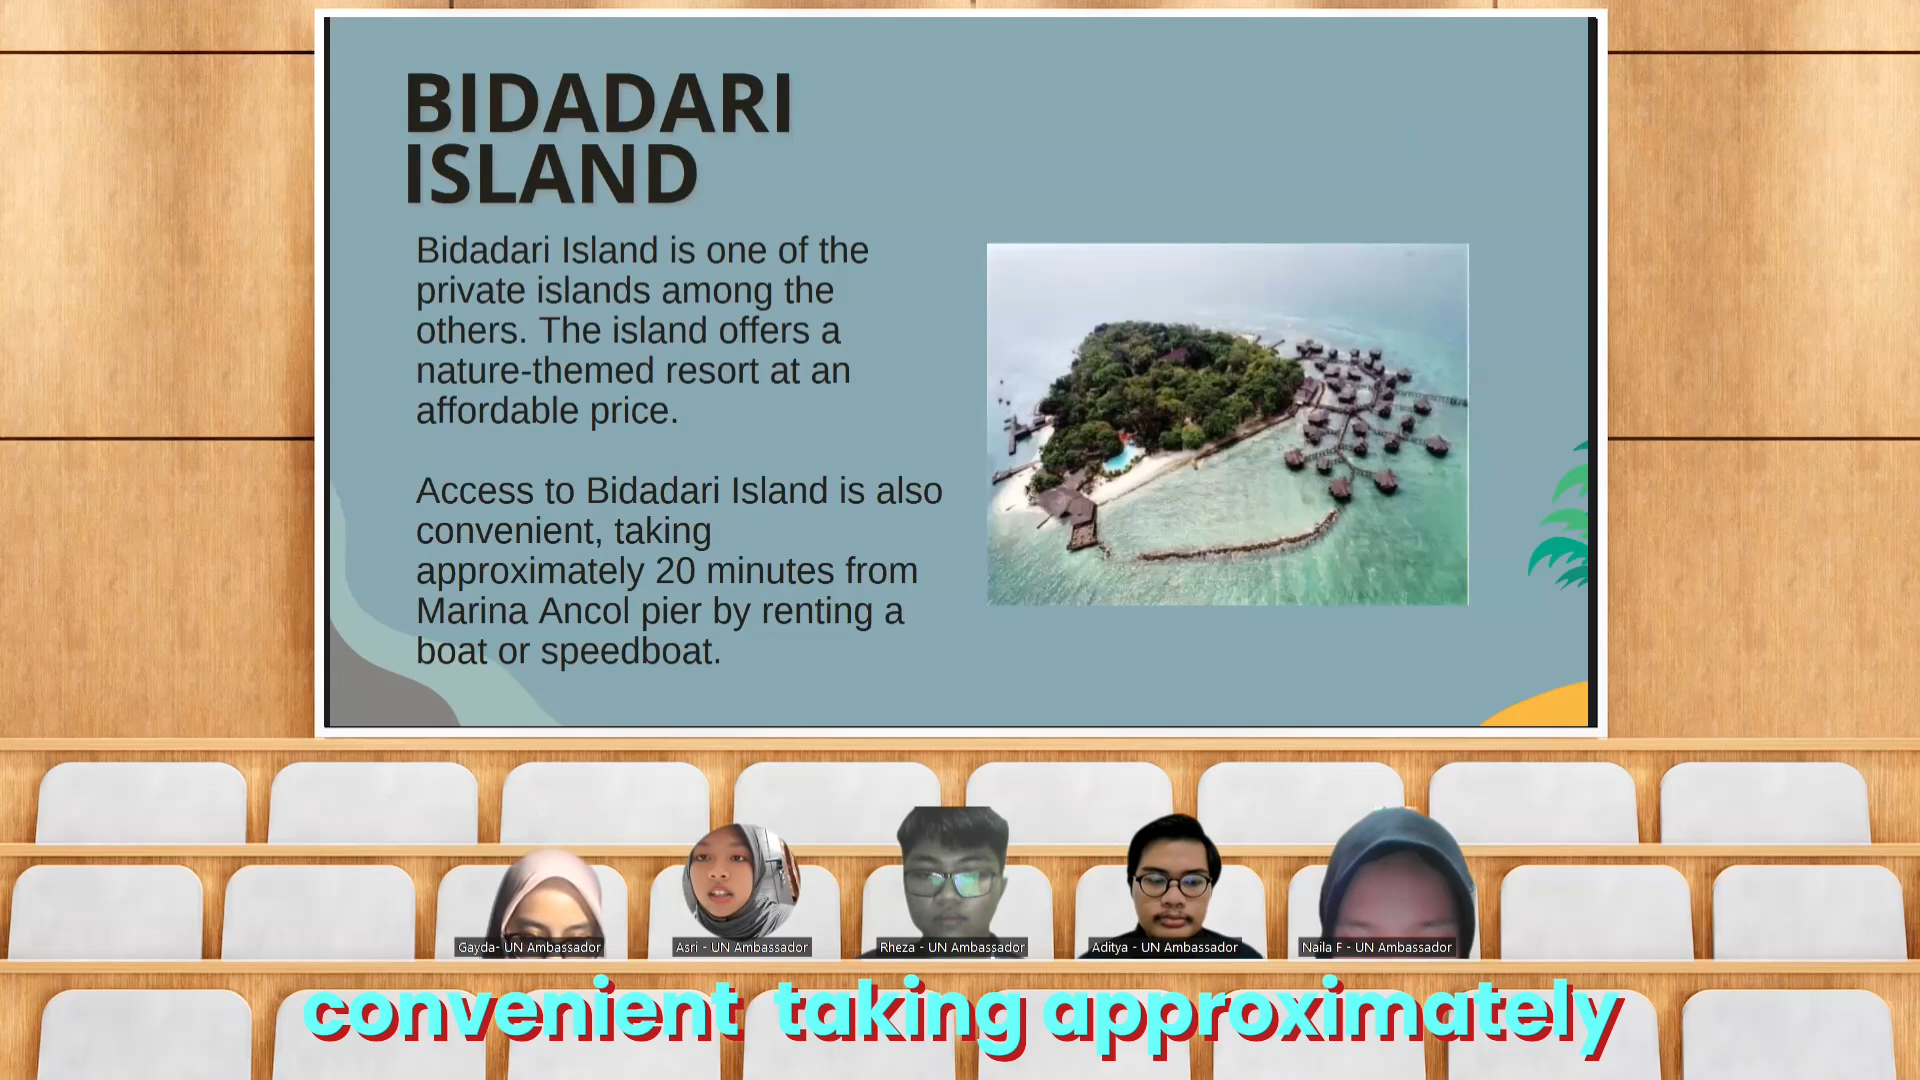 BIDADARI
ISLAND
Bidadari Island is one of the
private islands among the
others. The island offers a
nature-themed resort at an
affordable price.
Access to Bidadari Island is also
convenient, taking
approximately 20 minutes from
Marina Ancol pier by renting a
boat or speedboat.
Gayda- UN Ambassador
Asri - UN Ambassador
Rheza - UN Ambassador
Aditya - UN Ambassador
Naila F - UN Ambassador
convenient taking approximately